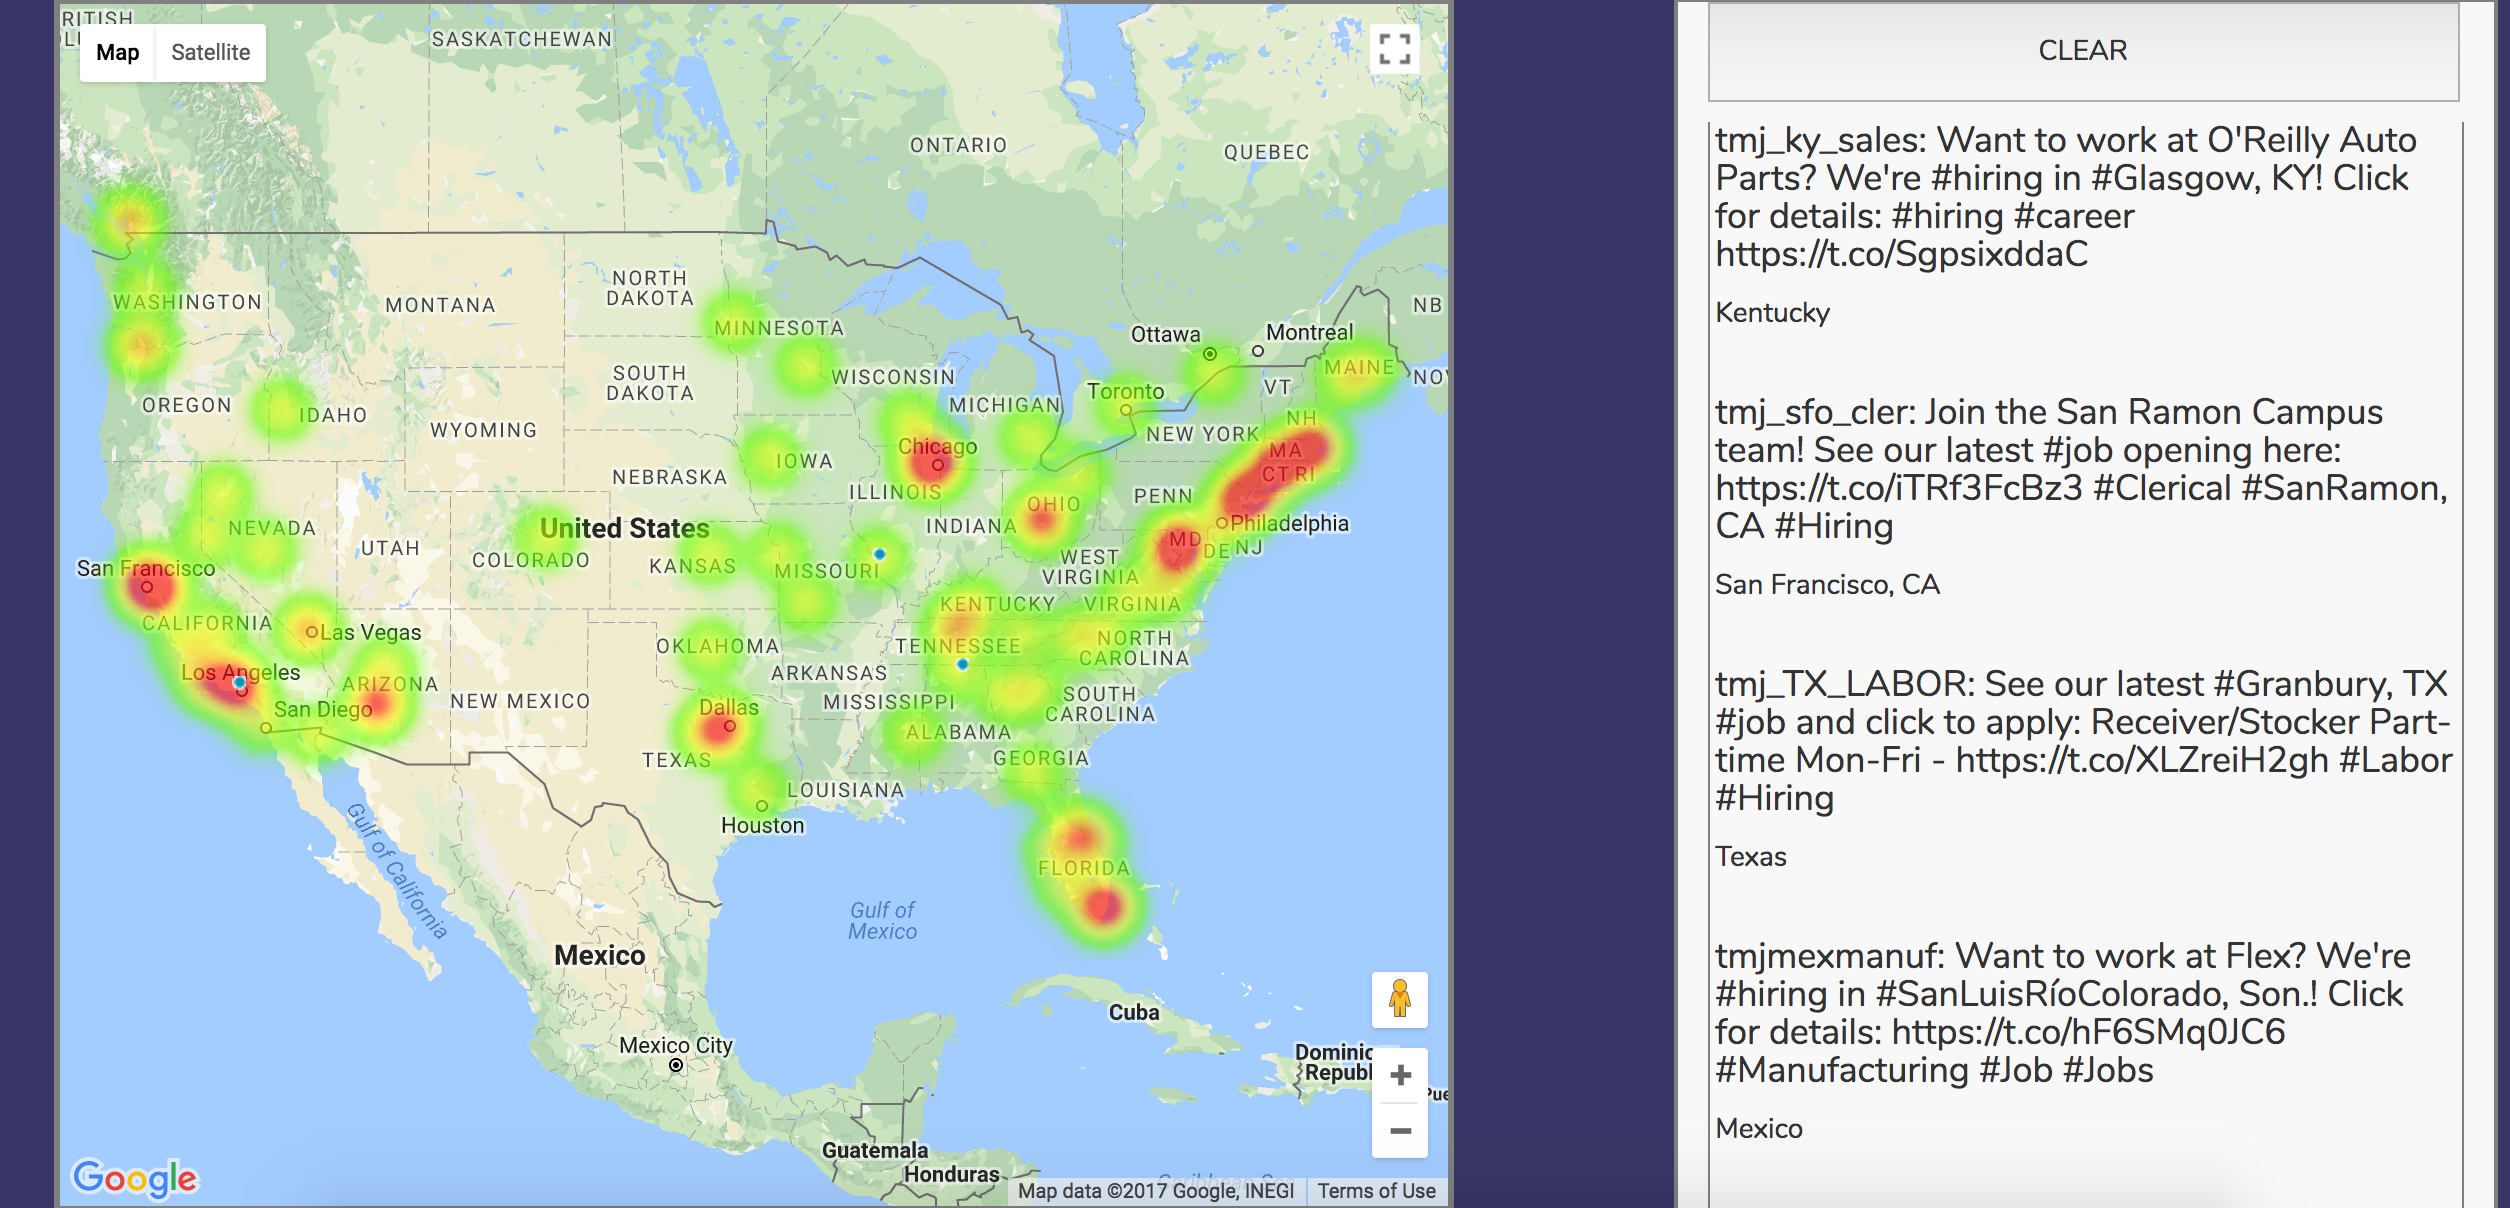 RITISH
Map
Satellite
SASKATCHEWAN
ONTARIO
QUEBEC
WASHINGTON
MONTANA
NORTH
DAKOTA
MINNESOTA
NB
Ottawa
Montreal
SOUTH
DAKOTA
WISCONSIN
MAINE
VT
OREGON
IDAHO
WYOMING
MICHIGAN
Toronto
NEW YORK
NH
MA
CT RI
Chicago
IOWA
NEBRASKA
ILLINOIS
INDIANA
OHIO
PENN
Philadelphia
NEVADA
UTAH
United States
COLORADO
KANSAS
MISSOURI
WEST
VIRGINIA
MD
DE
NJ
San Francisco
CALIFORNIA
Las Vegas
KENTUCKY
VIRGINIA
TENNESSEE
NORTH
CAROLINA
OKLAHOMA
ARKANSAS
Los Angeles
ARIZONA
NEW MEXICO
San Diego
Dallas
MISSISSIPPI
SOUTH
CAROLINA
ALABAMA
TEXAS
GEORGIA
LOUISIANA
Houston
Gulf of California
FLORIDA
Gulf of
Mexico
Mexico
Cuba
Mexico City
Dominic
Republ
Pue
Guatemala
Honduras
Caribbean Sea
Google
Map data ©2017 Google, INEGI
Terms of Use
CLEAR
tmj_ky_sales: Want to work at O'Reilly Auto
Parts? We're #hiring in #Glasgow, KY! Click
for details: #hiring #career
https://t.co/SgpsixddaC
Kentucky
tmj_sfo_cler: Join the San Ramon Campus
team! See our latest #job opening here:
https://t.co/iTRf3FcBz3 #Clerical #SanRamon,
CA #Hiring
San Francisco, CA
tmj_TX_LABOR: See our latest #Granbury, TX
#job and click to apply: Receiver/Stocker Part-
time Mon-Fri - https://t.co/XLZreiH2gh #Labor
#Hiring
Texas
tmjmexmanuf: Want to work at Flex? We're
#hiring in #SanLuisRíoColorado, Son.! Click
for details: https://t.co/hF6SMq0JC6
#Manufacturing #Job #Jobs
Mexico